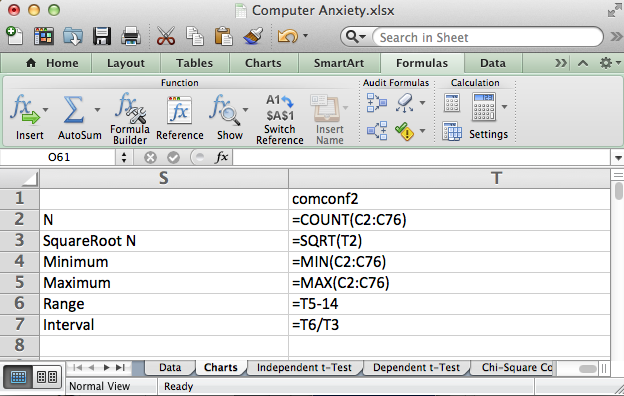 Computer Anxiety.xlsx
Search in Sheet
Home Layout Tables Charts SmartArt Formulas Data
Function Audit Formulas Calculation
A1
$A$1
Insert AutoSum Formula Builder Reference Show Switch Reference Insert Name Settings
O61 fx
S T
1 comconf2
2 N =COUNT(C2:C76)
3 SquareRoot N =SQRT(T2)
4 Minimum =MIN(C2:C76)
5 Maximum =MAX(C2:C76)
6 Range =T5-14
7 Interval =T6/T3
8
Data Charts Independent t-Test Dependent t-Test Chi-Square Co
Normal View Ready